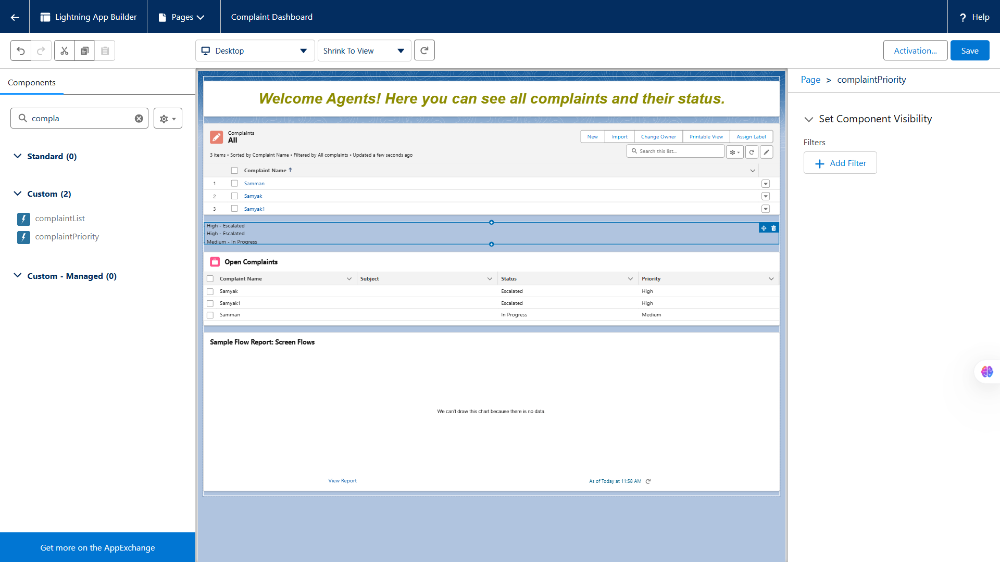 Lightning App Builder
Pages
Complaint Dashboard
? Help
Desktop
Shrink To View
Activation...
Save
Components
compla
Standard (0)
Custom (2)
complaintList
complaintPriority
Custom - Managed (0)
Get more on the AppExchange
Welcome Agents! Here you can see all complaints and their status.
Complaints
All
New
Import
Change Owner
Printable View
Assign Label
3 items • Sorted by Complaint Name • Filtered by All complaints • Updated a few seconds ago
Search this list...
Complaint Name ↑
1 Samman
2 Samyak
3 Samyak1
- High - Escalated
- High - Escalated
- Medium - In Progress
Open Complaints
Complaint Name Subject Status Priority
Samyak Escalated High
Samyak1 Escalated High
Samman In Progress Medium
Sample Flow Report: Screen Flows
We can't draw this chart because there is no data.
View Report
As of Today at 11:58 AM
Page > complaintPriority
Set Component Visibility
Filters
+ Add Filter